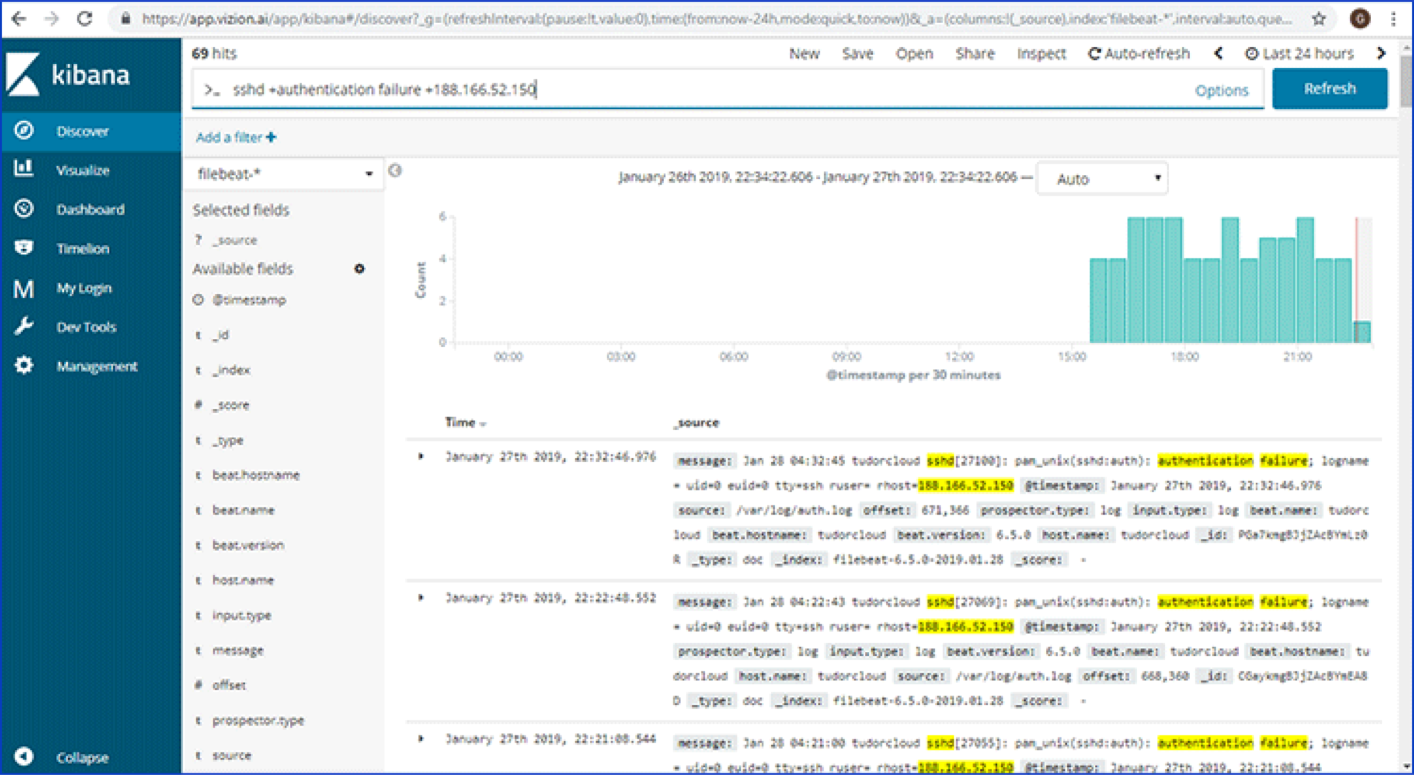 https://app.vizion.ai/app/kibana#/discover?_g=(refreshInterval:(pause:!t,value:0),time:(from:now-24h,mode:quick,to:now))&_a=(columns:!(_source),index:'filebeat-*',interval:auto,que...
G
kibana
Discover
Visualize
Dashboard
Timelion
M My Login
Dev Tools
Management
Collapse
69 hits
New Save Open Share Inspect Auto-refresh Last 24 hours
>_ sshd +authentication failure +188.166.52.150
Options
Refresh
Add a filter +
filebeat-*
Selected fields
? _source
Available fields
@timestamp
t _id
t _index
# _score
t _type
t beat.hostname
t beat.name
t beat.version
t host.name
t input.type
t message
# offset
t prospector.type
t source
January 26th 2019, 22:34:22.606 - January 27th 2019, 22:34:22.606 — Auto
6
4
2
0
Count
00:00 03:00 06:00 09:00 12:00 15:00 18:00 21:00
@timestamp per 30 minutes
Time _source
January 27th 2019, 22:32:46.976
message: Jan 28 04:32:45 tudorcloud sshd[27100]: pam_unix(sshd:auth): authentication failure; logname
= uid=0 euid=0 tty=ssh ruser= rhost=188.166.52.150 @timestamp: January 27th 2019, 22:32:46.976
source: /var/log/auth.log offset: 671,366 prospector.type: log input.type: log beat.name: tudorc
loud beat.hostname: tudorcloud beat.version: 6.5.0 host.name: tudorcloud _id:
R _type: doc _index: filebeat-6.5.0-2019.01.28 _score: -
January 27th 2019, 22:22:48.552
message: Jan 28 04:22:43 tudorcloud sshd[27069]: pam_unix(sshd:auth): authentication failure; logname
= uid=0 euid=0 tty=ssh ruser= rhost=188.166.52.150 @timestamp: January 27th 2019, 22:22:48.552
prospector.type: log input.type: log beat.version: 6.5.0 beat.name: tudorcloud beat.hostname: tu
dorcloud host.name: tudorcloud source: /var/log/auth.log offset: 668,360 _id:
D _type: doc _index: filebeat-6.5.0-2019.01.28 _score: -
January 27th 2019, 22:21:08.544
message: Jan 28 04:21:00 tudorcloud sshd[27055]: pam_unix(sshd:auth): authentication failure; logname
= uid=0 euid=0 tty=ssh ruser= rhost=188.166.52.150 @timestamp: January 27th 2019, 22:21:08.544